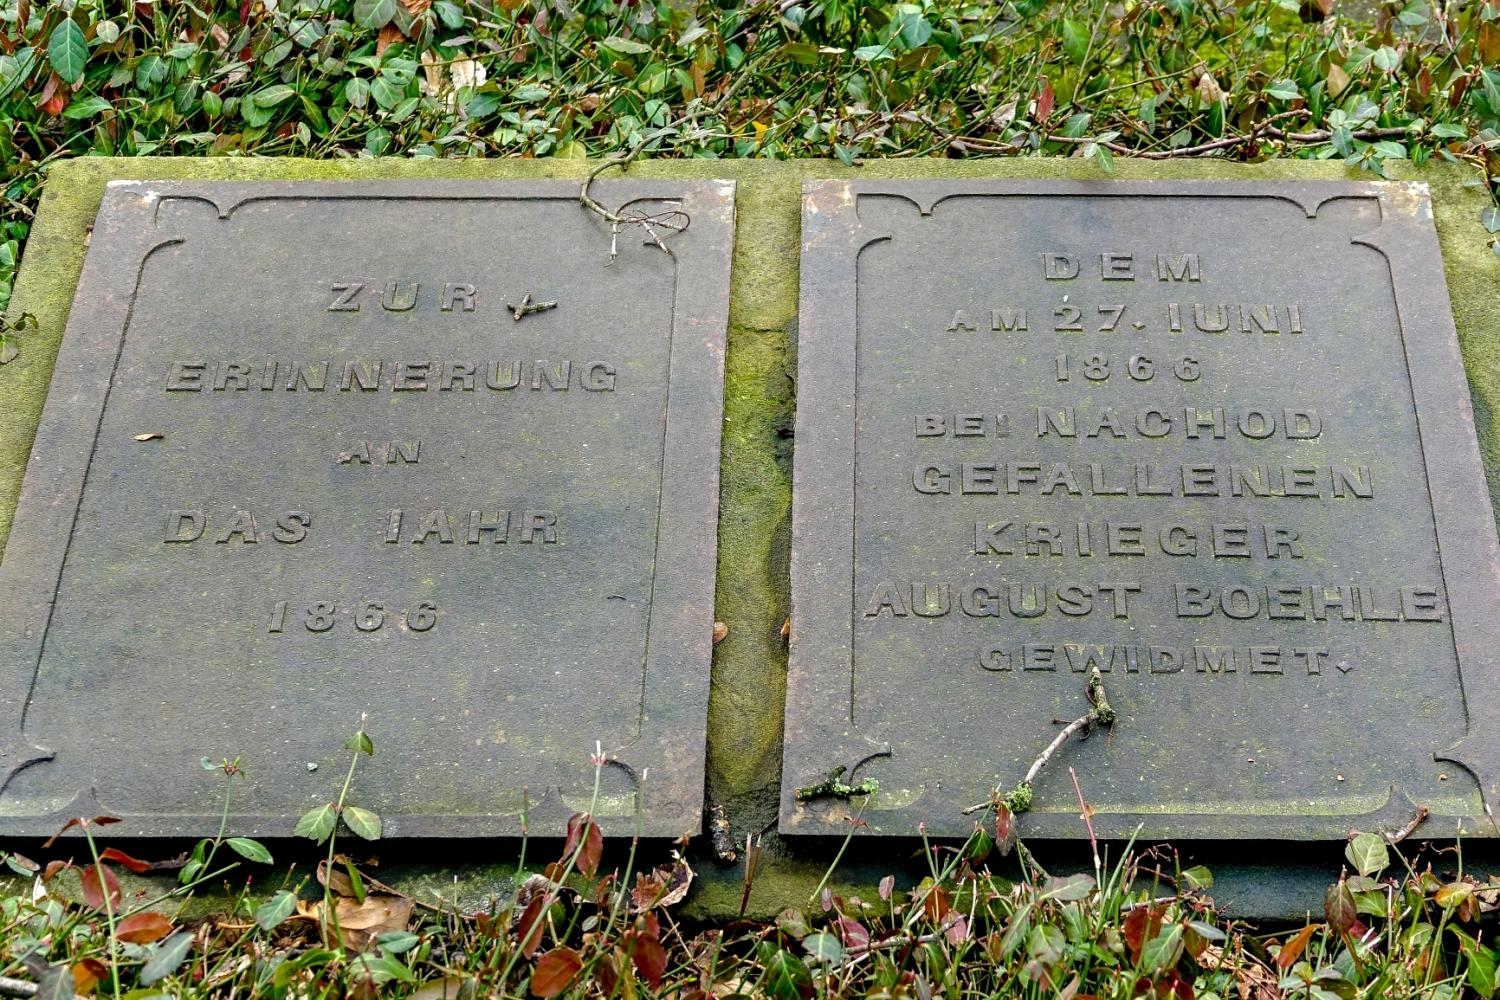 ZUR
ERINNERUNG
AN
DAS IAHR
1866
DEM
AM 27. IUNI
1866
BEI NACHOD
GEFALLENEN
KRIEGER
AUGUST BOEHLE
GEWIDMET.